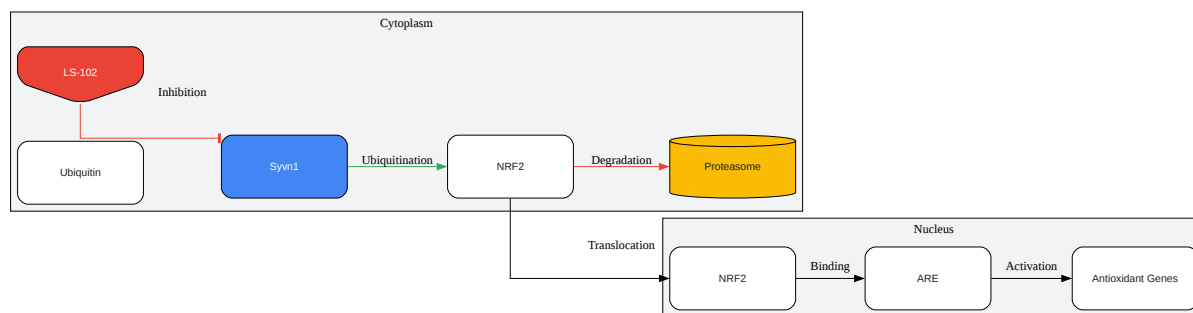 Cytoplasm
LS-102
Inhibition
Ubiquitin
Syvn1
Ubiquitination
NRF2
Degradation
Proteasome
Translocation
Nucleus
NRF2
Binding
ARE
Activation
Antioxidant Genes